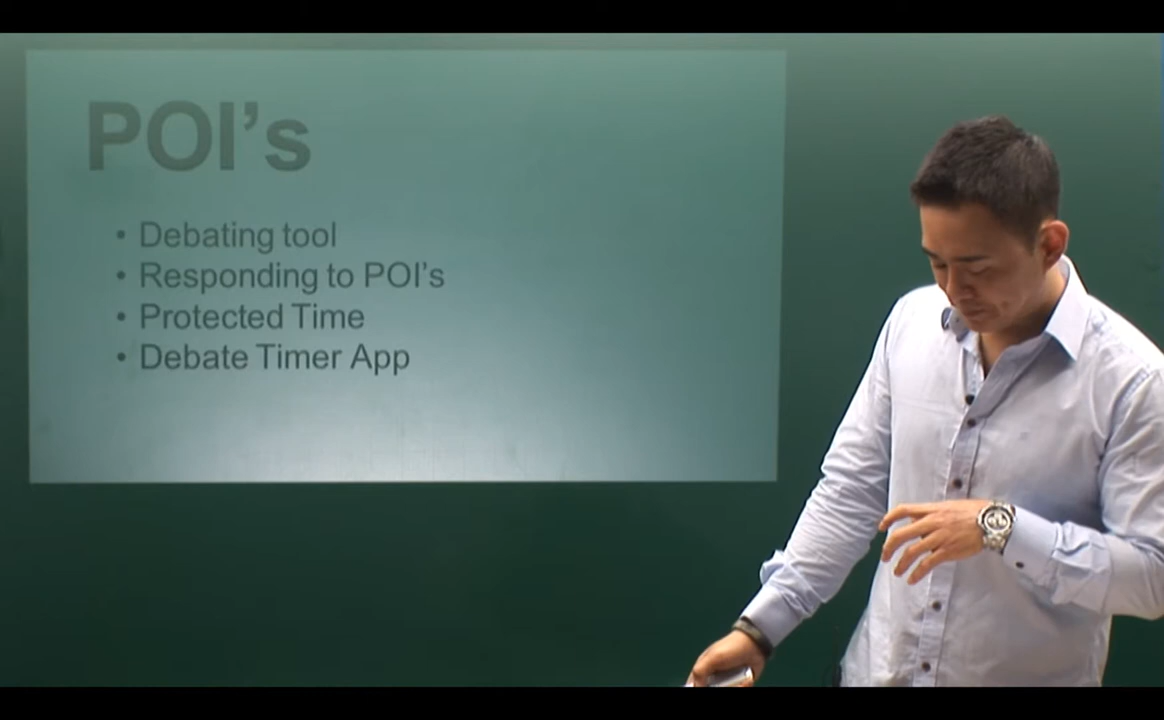 POI's
• Debating tool
• Responding to POI's
• Protected Time
• Debate Timer App